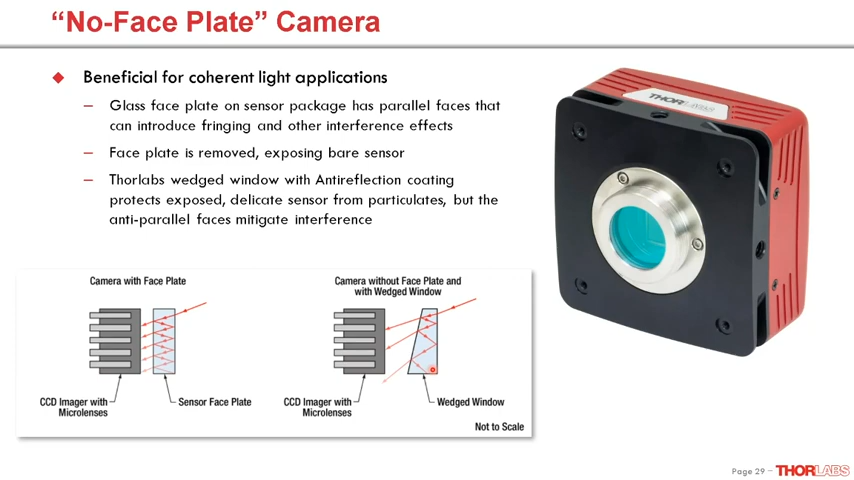 “No-Face Plate” Camera
◆ Beneficial for coherent light applications
– Glass face plate on sensor package has parallel faces that
can introduce fringing and other interference effects
– Face plate is removed, exposing bare sensor
– Thorlabs wedged window with Antireflection coating
protects exposed, delicate sensor from particulates, but the
anti-parallel faces mitigate interference
THORLABS
Camera with Face Plate
CCD Imager with
Microlenses
Sensor Face Plate
Camera without Face Plate and
with Wedged Window
CCD Imager with
Microlenses
Wedged Window
Not to Scale
Page 29 – THORLABS